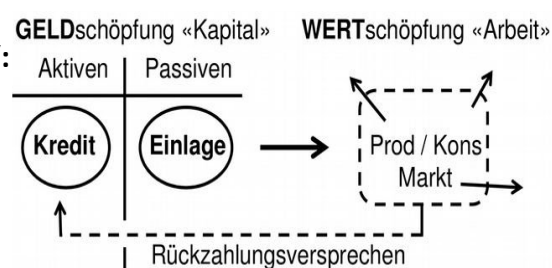 GELDschöpfung «Kapital» WERTschöpfung «Arbeit»
:
Aktiven Passiven
Kredit Einlage Prod / Kons
Markt
Rückzahlungsversprechen